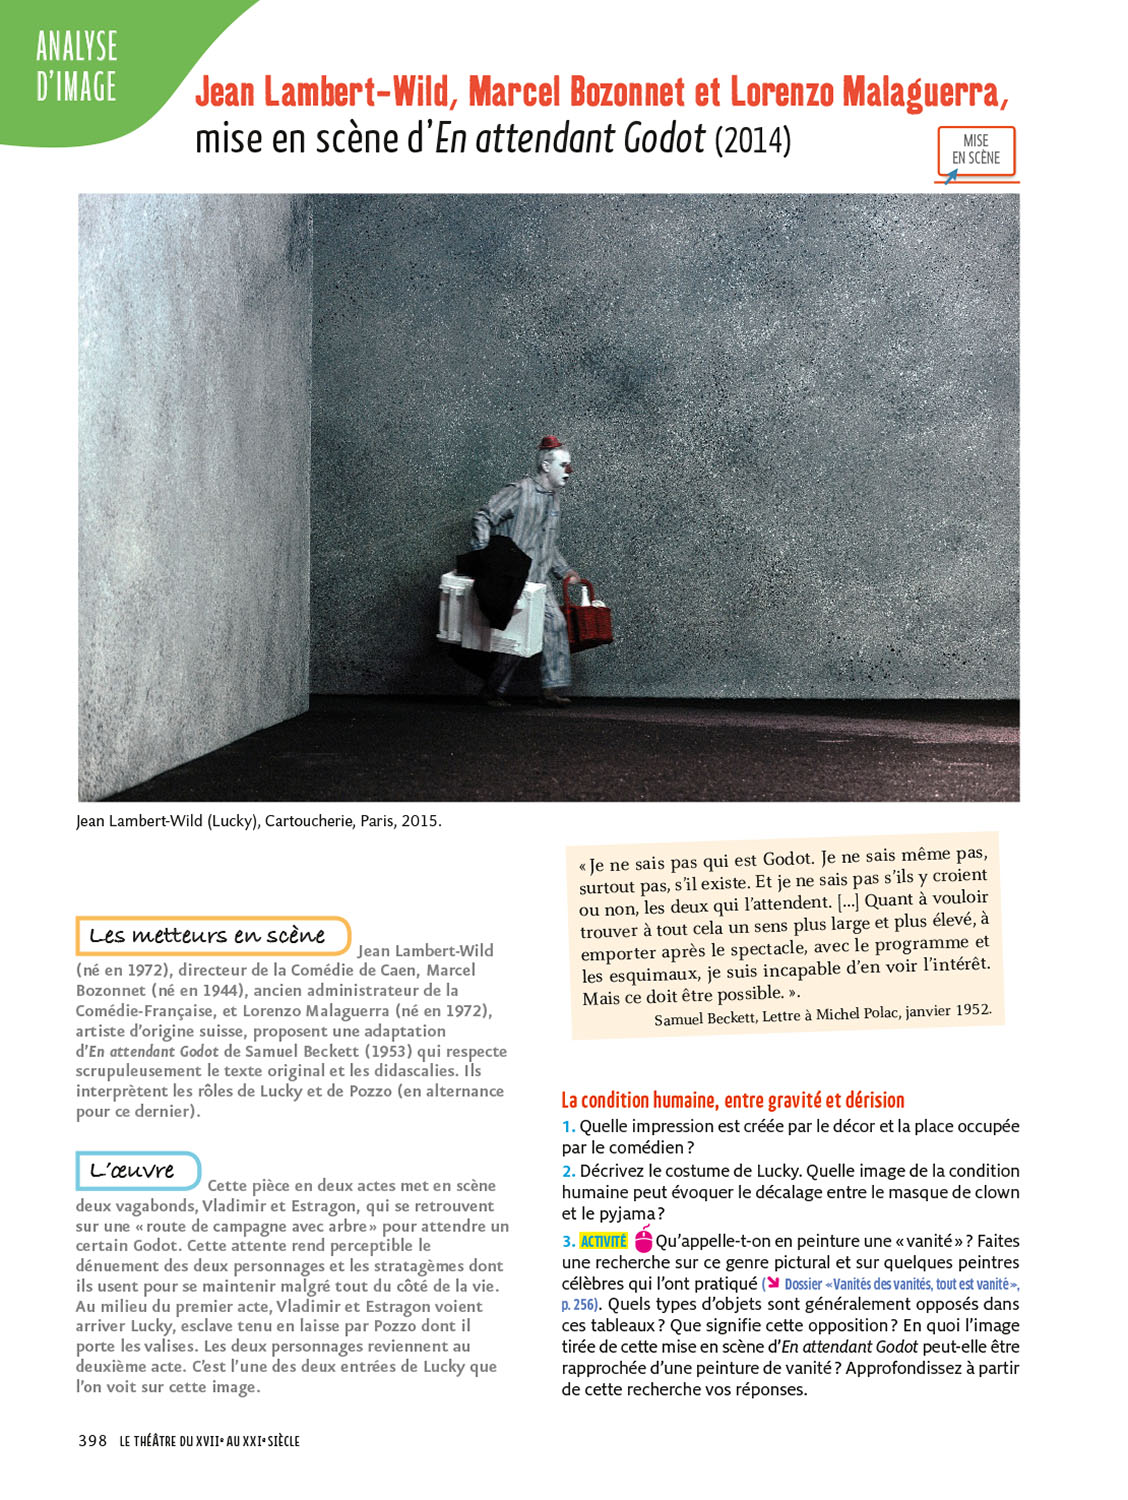 ANALYSE
D'IMAGE
Jean Lambert-Wild, Marcel Bozonnet et Lorenzo Malaguerra,
mise en scène d'En attendant Godot (2014)
MISE
EN SCÈNE
Jean Lambert-Wild (Lucky), Cartoucherie, Paris, 2015.
Les metteurs en scène Jean Lambert-Wild
(né en 1972), directeur de la Comédie de Caen, Marcel
Bozonnet (né en 1944), ancien administrateur de la
Comédie-Française, et Lorenzo Malaguerra (né en 1972),
artiste d'origine suisse, proposent une adaptation
d'En attendant Godot de Samuel Beckett (1953) qui respecte
scrupuleusement le texte original et les didascalies. Ils
interprètent les rôles de Lucky et de Pozzo (en alternance
pour ce dernier).
L'œuvre Cette pièce en deux actes met en scène
deux vagabonds, Vladimir et Estragon, qui se retrouvent
sur une « route de campagne avec arbre » pour attendre un
certain Godot. Cette attente rend perceptible le
dénuement des deux personnages et les stratagèmes dont
ils usent pour se maintenir malgré tout du côté de la vie.
Au milieu du premier acte, Vladimir et Estragon voient
arriver Lucky, esclave tenu en laisse par Pozzo dont il
porte les valises. Les deux personnages reviennent au
deuxième acte. C'est l'une des deux entrées de Lucky que
l'on voit sur cette image.
« Je ne sais pas qui est Godot. Je ne sais même pas,
surtout pas, s'il existe. Et je ne sais pas s'ils y croient
ou non, les deux qui l'attendent. [...] Quant à vouloir
trouver à tout cela un sens plus large et plus élevé, à
emporter après le spectacle, avec le programme et
les esquimaux, je suis incapable d'en voir l'intérêt.
Mais ce doit être possible. ».
Samuel Beckett, Lettre à Michel Polac, janvier 1952.
La condition humaine, entre gravité et dérision
1. Quelle impression est créée par le décor et la place occupée
par le comédien ?
2. Décrivez le costume de Lucky. Quelle image de la condition
humaine peut évoquer le décalage entre le masque de clown
et le pyjama ?
3. ACTIVITÉ Qu'appelle-t-on en peinture une « vanité » ? Faites
une recherche sur ce genre pictural et sur quelques peintres
célèbres qui l'ont pratiqué ( Dossier « Vanités des vanités, tout est vanité »,
p. 256). Quels types d'objets sont généralement opposés dans
ces tableaux ? Que signifie cette opposition ? En quoi l'image
tirée de cette mise en scène d'En attendant Godot peut-elle être
rapprochée d'une peinture de vanité ? Approfondissez à partir
de cette recherche vos réponses.
398 LE THÉÂTRE DU XVIIe AU XXIe SIÈCLE